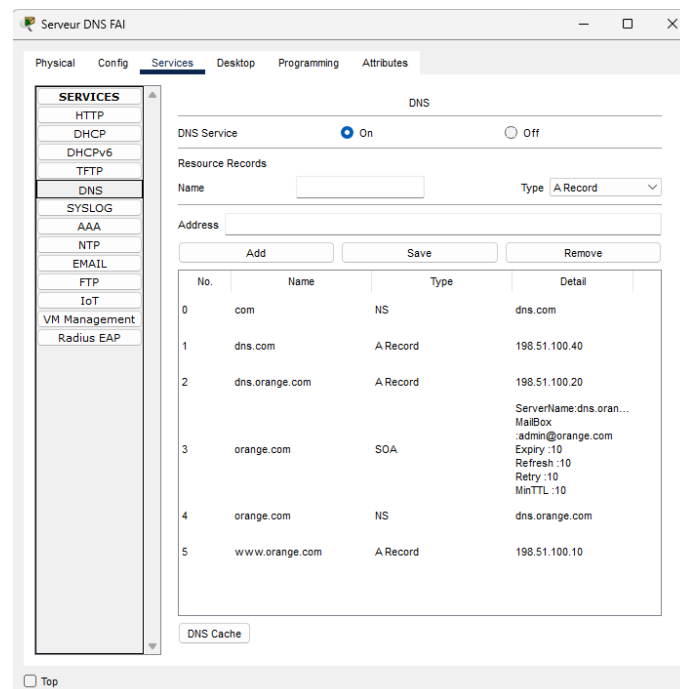 Serveur DNS FAI
Physical Config Services Desktop Programming Attributes
SERVICES
HTTP
DHCP
DHCPv6
TFTP
DNS
SYSLOG
AAA
NTP
EMAIL
FTP
IoT
VM Management
Radius EAP
DNS
DNS Service On Off
Resource Records
Name Type A Record
Address
Add Save Remove
No. Name Type Detail
0 com NS dns.com
1 dns.com A Record 198.51.100.40
2 dns.orange.com A Record 198.51.100.20
3 orange.com SOA ServerName:dns.oran...
MailBox
:admin@orange.com
Expiry :10
Refresh :10
Retry :10
MinTTL :10
4 orange.com NS dns.orange.com
5 www.orange.com A Record 198.51.100.10
DNS Cache
Top